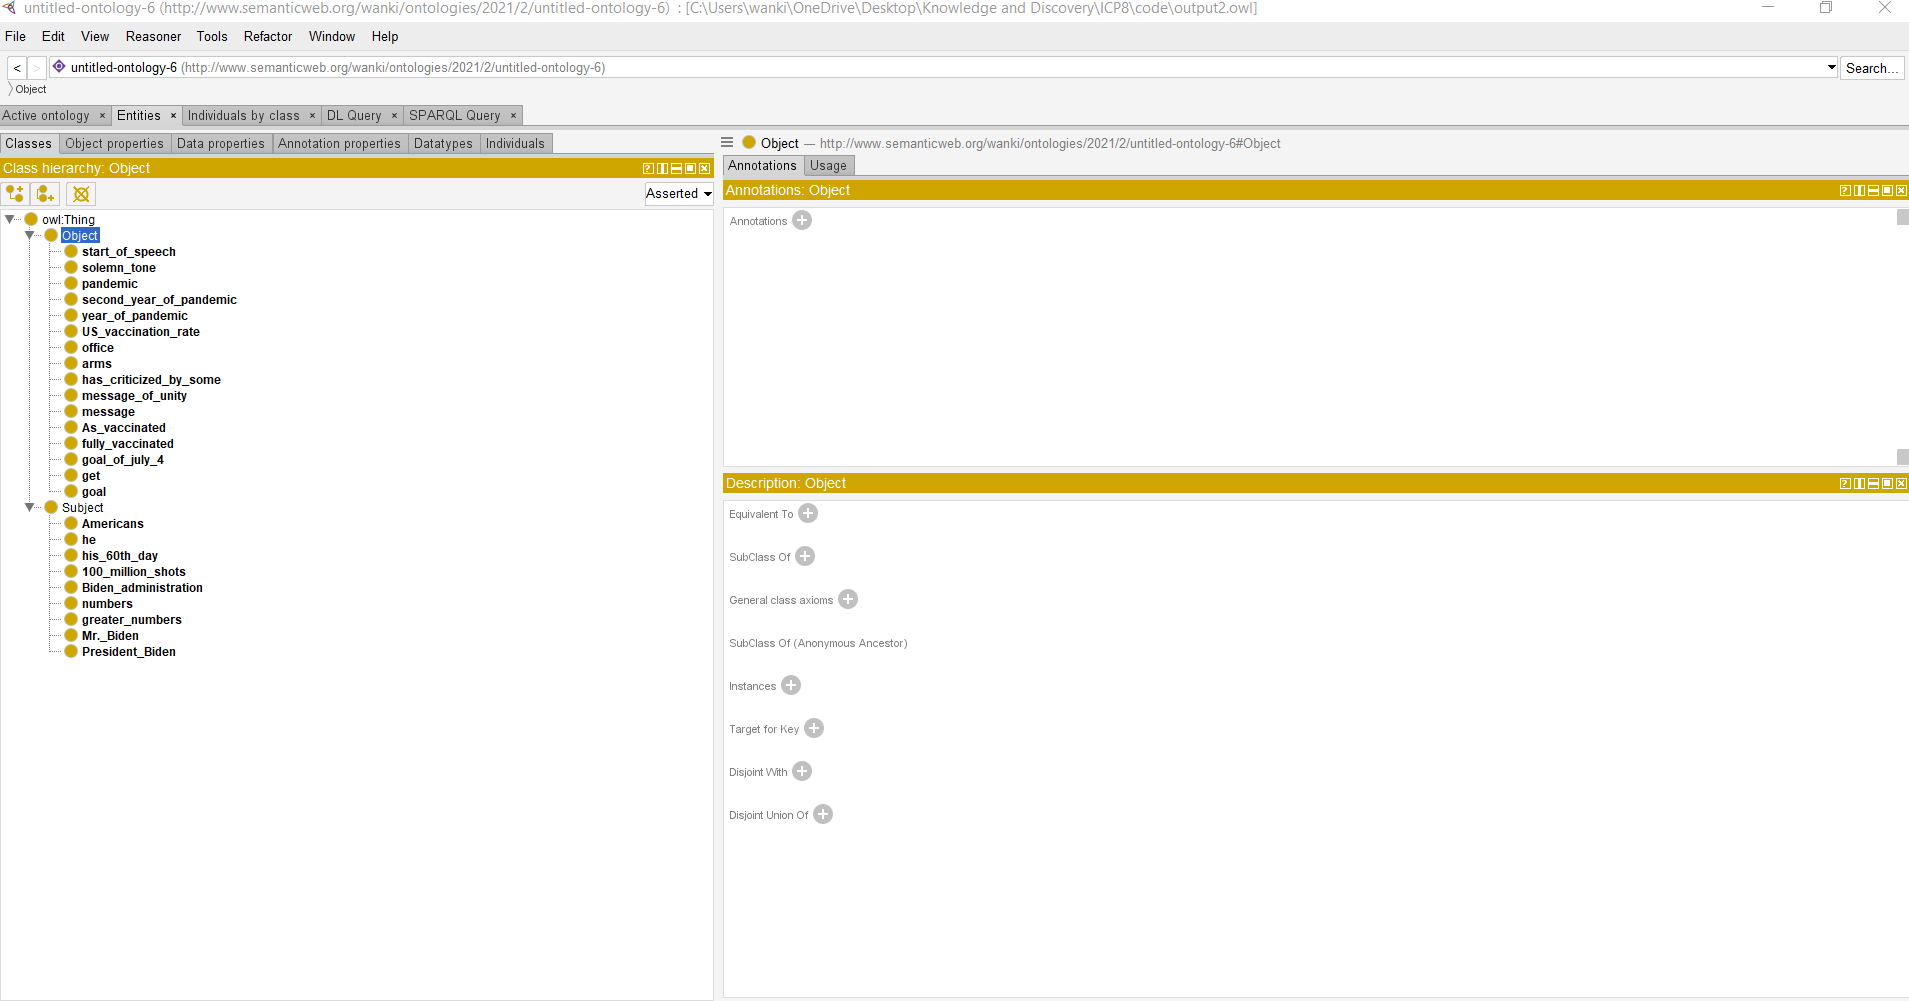 untitled-ontology-6 (http://www.semanticweb.org/wanki/ontologies/2021/2/untitled-ontology-6) : [C:\Users\wanki\OneDrive\Desktop\Knowledge and Discovery\ICP8\code\output2.owl]
File Edit View Reasoner Tools Refactor Window Help
< > untitled-ontology-6 (http://www.semanticweb.org/wanki/ontologies/2021/2/untitled-ontology-6) Search...
Object
Active ontology × Entities × Individuals by class × DL Query × SPARQL Query ×
Classes Object properties Data properties Annotation properties Datatypes Individuals
Class hierarchy: Object
Asserted
owl:Thing
Object
start_of_speech
solemn_tone
pandemic
second_year_of_pandemic
year_of_pandemic
US_vaccination_rate
office
arms
has_criticized_by_some
message_of_unity
message
As_vaccinated
fully_vaccinated
goal_of_july_4
get
goal
Subject
Americans
he
his_60th_day
100_million_shots
Biden_administration
numbers
greater_numbers
Mr._Biden
President_Biden
Object — http://www.semanticweb.org/wanki/ontologies/2021/2/untitled-ontology-6#Object
Annotations Usage
Annotations: Object
Annotations
Description: Object
Equivalent To
SubClass Of
General class axioms
SubClass Of (Anonymous Ancestor)
Instances
Target for Key
Disjoint With
Disjoint Union Of